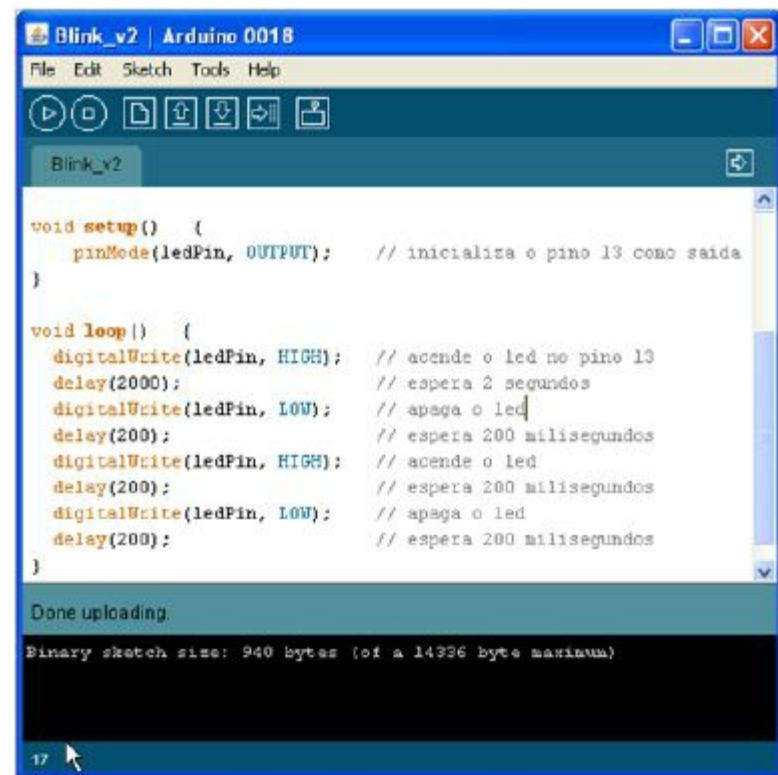 Blink_v2 | Arduino 0018
File Edit Sketch Tools Help
Blink_v2
void setup() {
pinMode(ledPin, OUTPUT); // inicializa o pino 13 como saida
}
void loop() {
digitalWrite(ledPin, HIGH); // acende o led no pino 13
delay(2000); // espera 2 segundos
digitalWrite(ledPin, LOW); // apaga o led
delay(200); // espera 200 milisegundos
digitalWrite(ledPin, HIGH); // acende o led
delay(200); // espera 200 milisegundos
digitalWrite(ledPin, LOW); // apaga o led
delay(200); // espera 200 milisegundos
}
Done uploading.
Binary sketch size: 940 bytes (of a 14336 byte maximum)
17